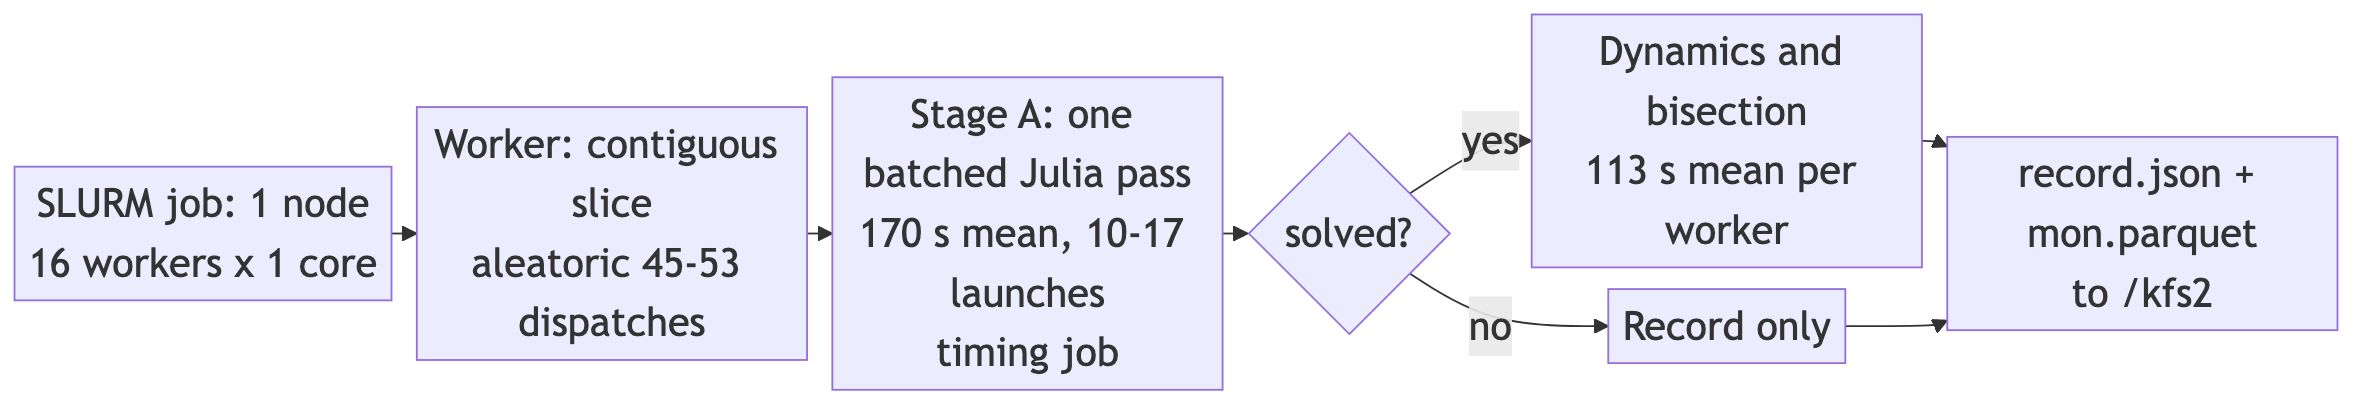 SLURM job: 1 node
16 workers x 1 core
Worker: contiguous
slice
aleatoric 45-53
dispatches
Stage A: one
batched Julia pass
170 s mean, 10-17
launches
timing job
solved?
yes
Dynamics and
bisection
113 s mean per
worker
no
Record only
record.json +
mon.parquet
to /kfs2